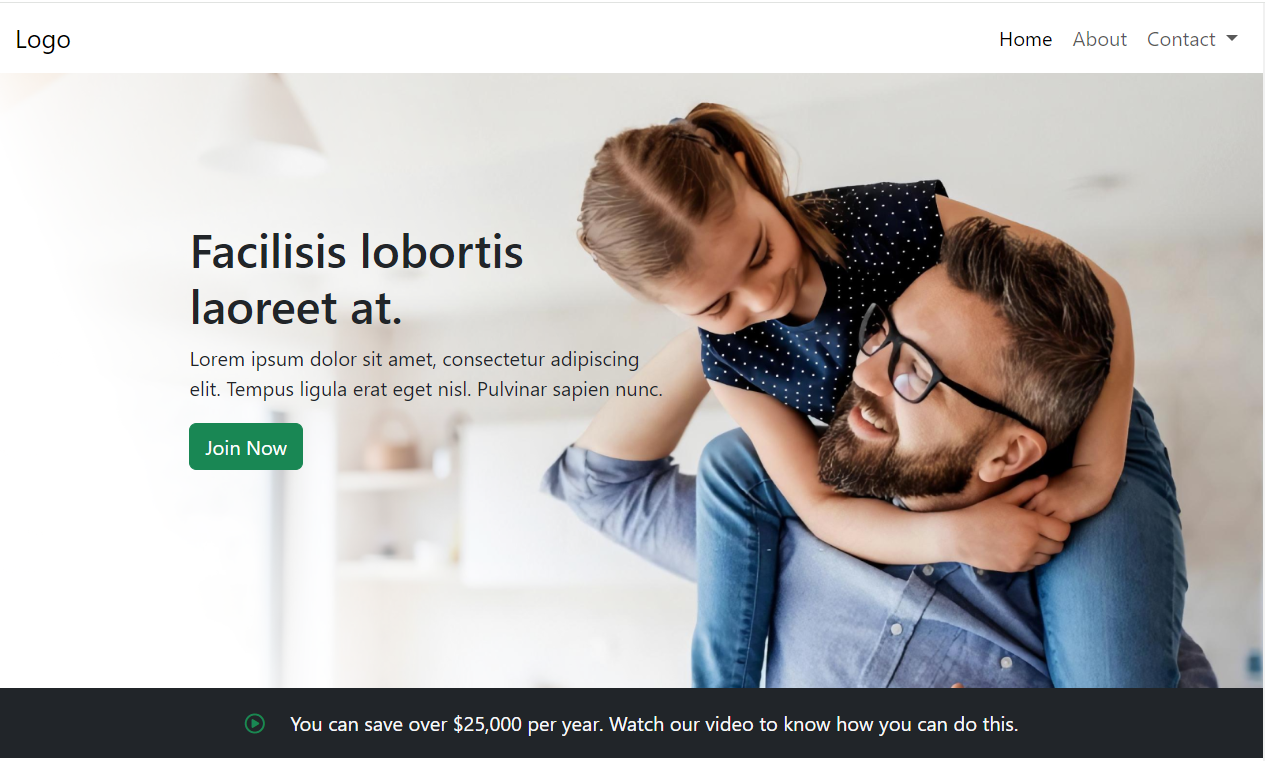 Logo
Home About Contact
Facilisis lobortis
laoreet at.
Lorem ipsum dolor sit amet, consectetur adipiscing
elit. Tempus ligula erat eget nisl. Pulvinar sapien nunc.
Join Now
You can save over $25,000 per year. Watch our video to know how you can do this.